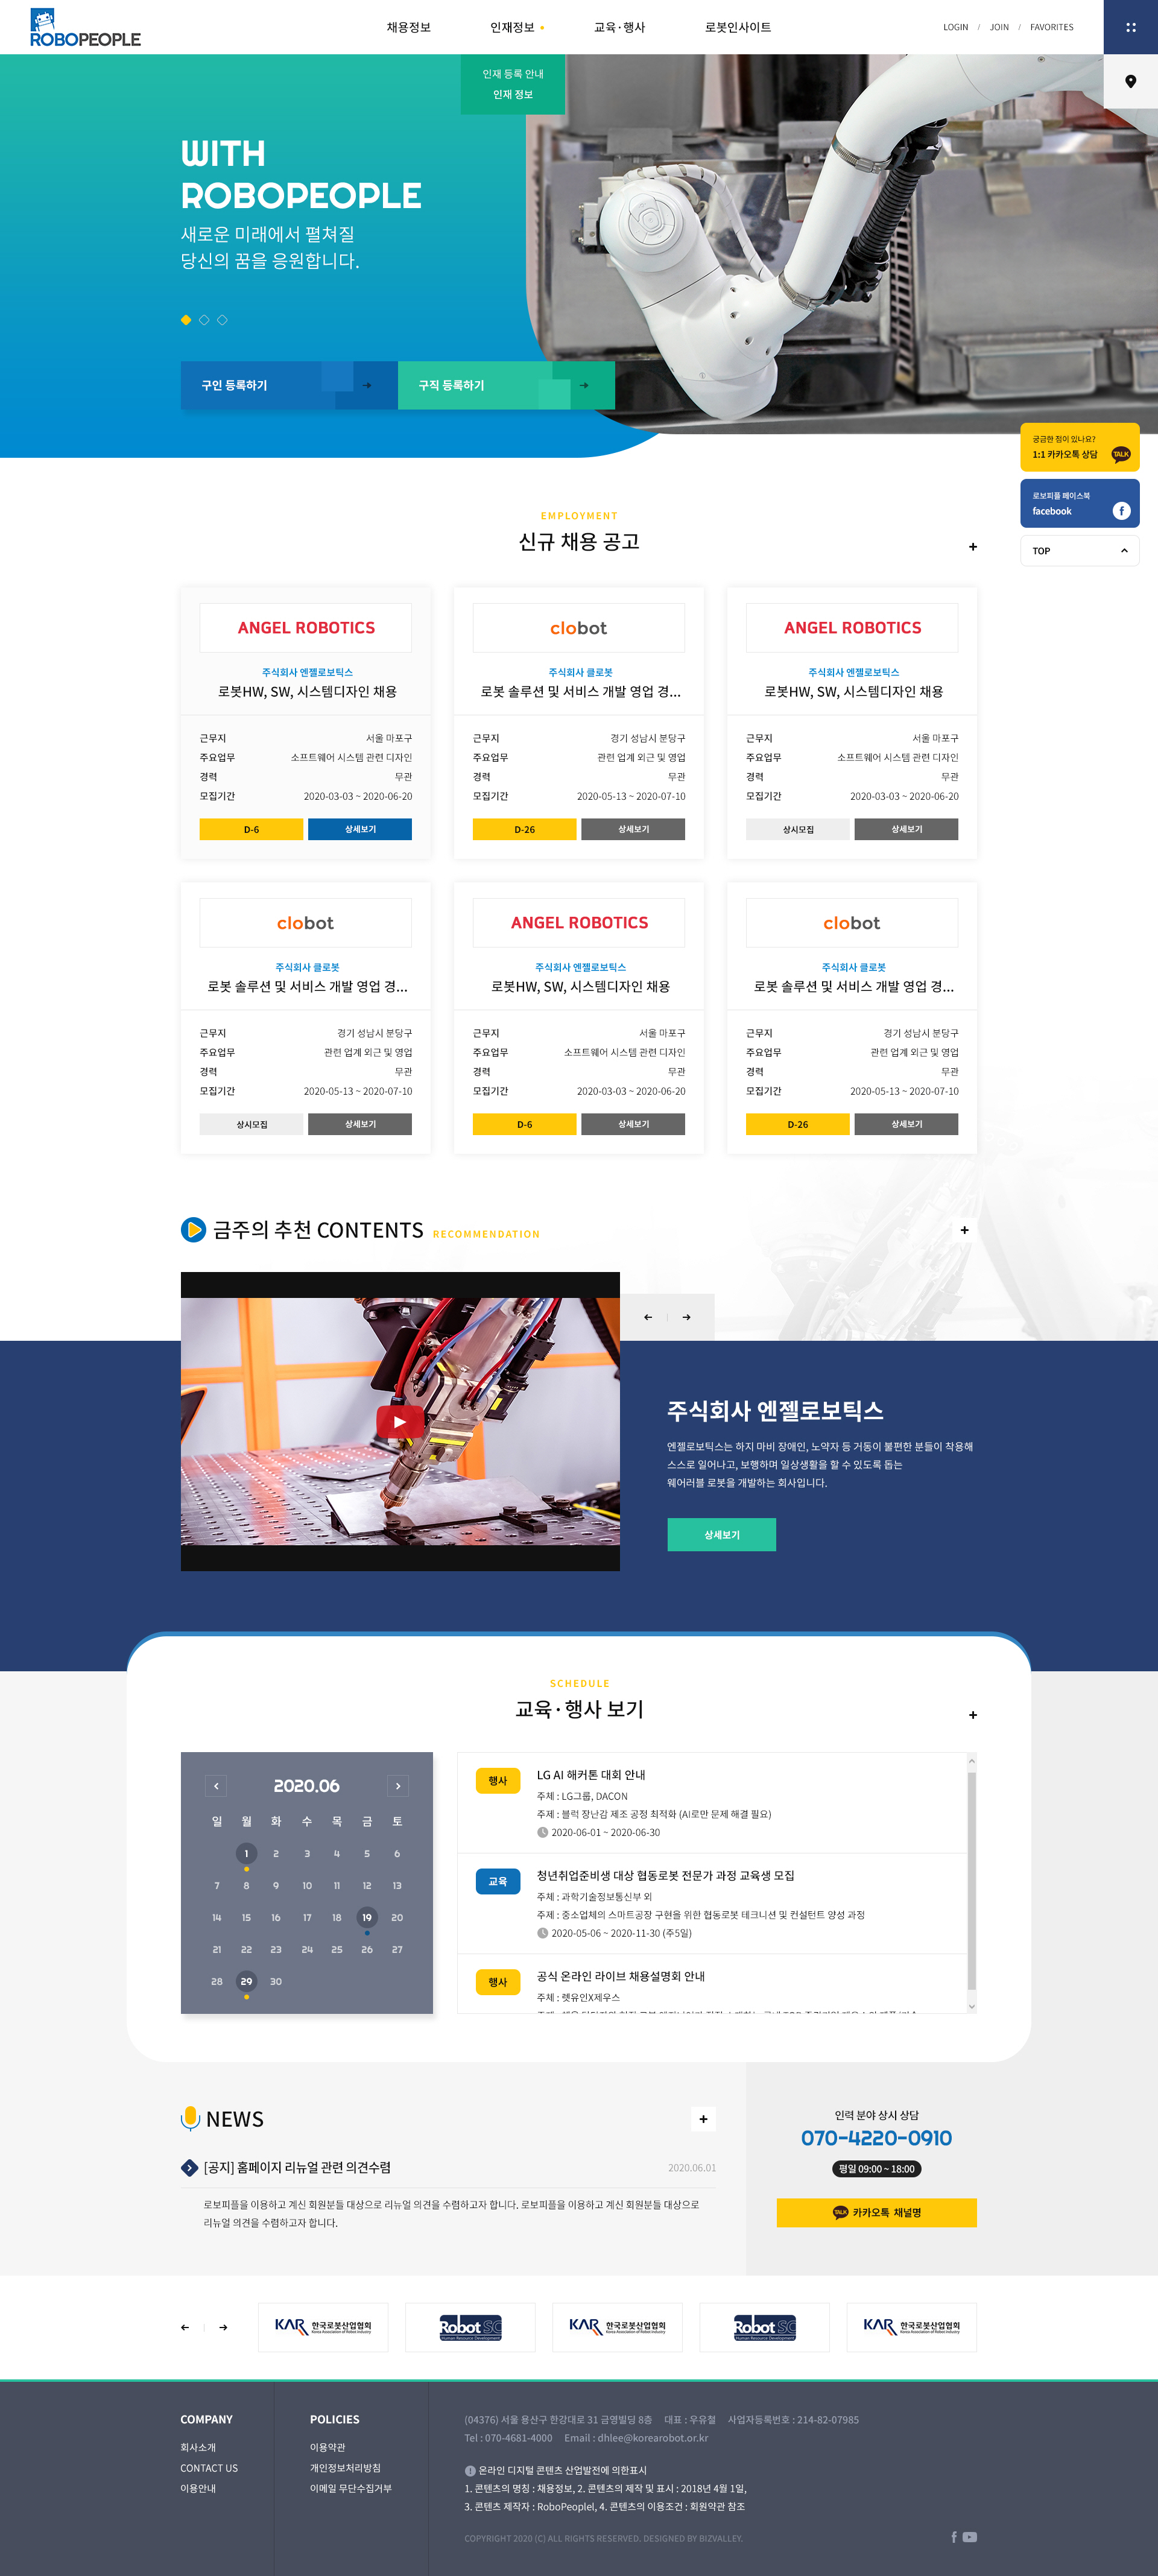 ROBOPEOPLE
채용정보
인재정보
교육·행사
로봇인사이트
LOGIN / JOIN / FAVORITES
인재 등록 안내
인재 정보
WITH
ROBOPEOPLE
새로운 미래에서 펼쳐질
당신의 꿈을 응원합니다.
구인 등록하기
구직 등록하기
궁금한 점이 있나요?
1:1 카카오톡 상담
TALK
로보피플 페이스북
facebook
TOP
EMPLOYMENT
신규 채용 공고
ANGEL ROBOTICS
주식회사 엔젤로보틱스
로봇HW, SW, 시스템디자인 채용
근무지 서울 마포구
주요업무 소프트웨어 시스템 관련 디자인
경력 무관
모집기간 2020-03-03 ~ 2020-06-20
D-6 상세보기
clobot
주식회사 클로봇
로봇 솔루션 및 서비스 개발 영업 경...
근무지 경기 성남시 분당구
주요업무 관련 업계 외근 및 영업
경력 무관
모집기간 2020-05-13 ~ 2020-07-10
D-26 상세보기
ANGEL ROBOTICS
주식회사 엔젤로보틱스
로봇HW, SW, 시스템디자인 채용
근무지 서울 마포구
주요업무 소프트웨어 시스템 관련 디자인
경력 무관
모집기간 2020-03-03 ~ 2020-06-20
상시모집 상세보기
clobot
주식회사 클로봇
로봇 솔루션 및 서비스 개발 영업 경...
근무지 경기 성남시 분당구
주요업무 관련 업계 외근 및 영업
경력 무관
모집기간 2020-05-13 ~ 2020-07-10
상시모집 상세보기
ANGEL ROBOTICS
주식회사 엔젤로보틱스
로봇HW, SW, 시스템디자인 채용
근무지 서울 마포구
주요업무 소프트웨어 시스템 관련 디자인
경력 무관
모집기간 2020-03-03 ~ 2020-06-20
D-6 상세보기
clobot
주식회사 클로봇
로봇 솔루션 및 서비스 개발 영업 경...
근무지 경기 성남시 분당구
주요업무 관련 업계 외근 및 영업
경력 무관
모집기간 2020-05-13 ~ 2020-07-10
D-26 상세보기
금주의 추천 CONTENTS RECOMMENDATION
주식회사 엔젤로보틱스
엔젤로보틱스는 하지 마비 장애인, 노약자 등 거동이 불편한 분들이 착용해
스스로 일어나고, 보행하며 일상생활을 할 수 있도록 돕는
웨어러블 로봇을 개발하는 회사입니다.
상세보기
SCHEDULE
교육·행사 보기
2020.06
일 월 화 수 목 금 토
1 2 3 4 5 6
7 8 9 10 11 12 13
14 15 16 17 18 19 20
21 22 23 24 25 26 27
28 29 30
행사
LG AI 해커톤 대회 안내
주체 : LG그룹, DACON
주제 : 블럭 장난감 제조 공정 최적화 (AI로만 문제 해결 필요)
2020-06-01 ~ 2020-06-30
교육
청년취업준비생 대상 협동로봇 전문가 과정 교육생 모집
주체 : 과학기술정보통신부 외
주제 : 중소업체의 스마트공장 구현을 위한 협동로봇 테크니션 및 컨설턴트 양성 과정
2020-05-06 ~ 2020-11-30 (주5일)
행사
공식 온라인 라이브 채용설명회 안내
주체 : 렛유인X제우스
NEWS
[공지] 홈페이지 리뉴얼 관련 의견수렴 2020.06.01
로보피플을 이용하고 계신 회원분들 대상으로 리뉴얼 의견을 수렴하고자 합니다. 로보피플을 이용하고 계신 회원분들 대상으로
리뉴얼 의견을 수렴하고자 합니다.
인력 분야 상시 상담
070-4220-0910
평일 09:00 ~ 18:00
TALK 카카오톡 채널명
KAR 한국로봇산업협회
Korea Association of Robot Industry
Robot SC
Human Resource Development
KAR 한국로봇산업협회
Korea Association of Robot Industry
Robot SC
Human Resource Development
KAR 한국로봇산업협회
Korea Association of Robot Industry
COMPANY
회사소개
CONTACT US
이용안내
POLICIES
이용약관
개인정보처리방침
이메일 무단수집거부
(04376) 서울 용산구 한강대로 31 금영빌딩 8층 대표 : 우유철 사업자등록번호 : 214-82-07985
Tel : 070-4681-4000 Email : dhlee@korearobot.or.kr
온라인 디지털 콘텐츠 산업발전에 의한표시
1. 콘텐츠의 명칭 : 채용정보, 2. 콘텐츠의 제작 및 표시 : 2018년 4월 1일,
3. 콘텐츠 제작자 : RoboPeoplel, 4. 콘텐츠의 이용조건 : 회원약관 참조
COPYRIGHT 2020 (C) ALL RIGHTS RESERVED. DESIGNED BY BIZVALLEY.